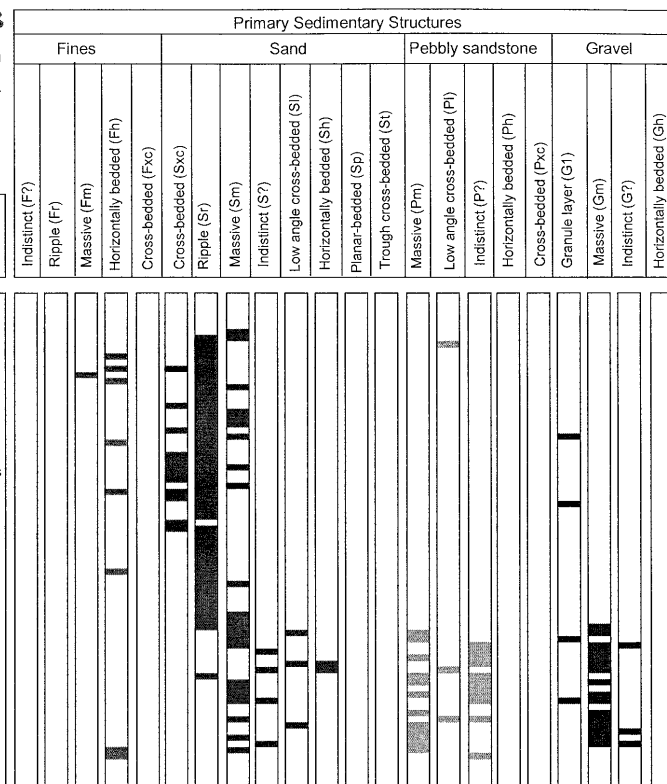 Primary Sedimentary Structures
Fines
Sand
Pebbly sandstone
Gravel
Indistinct (F?)
Ripple (Fr)
Massive (Fm)
Horizontally bedded (Fh)
Cross-bedded (Fxc)
Cross-bedded (Sxc)
Ripple (Sr)
Massive (Sm)
Indistinct (S?)
Low angle cross-bedded (Sl)
Horizontally bedded (Sh)
Planar-bedded (Sp)
Trough cross-bedded (St)
Massive (Pm)
Low angle cross-bedded (Pl)
Indistinct (P?)
Horizontally bedded (Ph)
Cross-bedded (Pxc)
Granule layer (G1)
Massive (Gm)
Indistinct (G?)
Horizontally bedded (Gh)